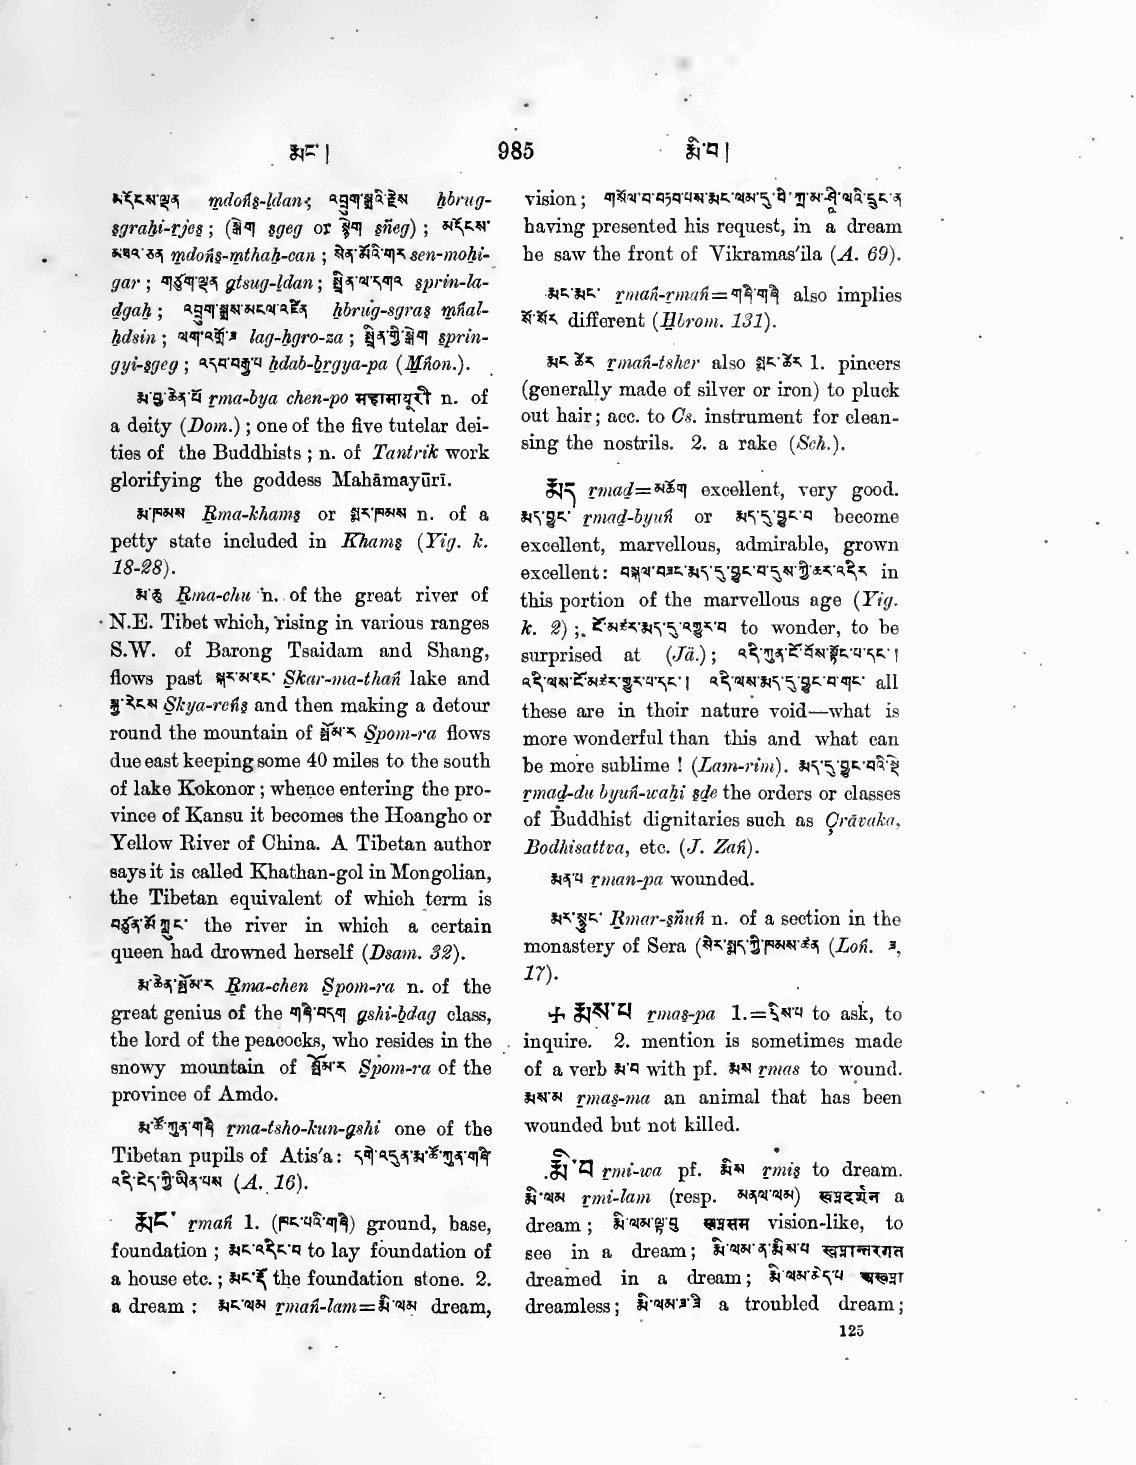 རྨང་། 985 རྨི་བ།
མདོངས་ལྡན mdoṅs-ldan; འབྲུག་སྒྲའི་རྗེས hbrug-
sgraḥi-rjes; (སྒེག sgeg or སྙེག sñeg); མདོངས་
མཐའ་ཅན mdoṅs-mthaḥ-can; སེན་མོའི་གར sen-moḥi-
gar; གཙུག་ལྡན gtsug-ldan; སྤྲིན་ལ་དགའ sprin-la-
dgaḥ; འབྲུག་སྒྲས་མངལ་འཛིན hbrug-sgras mṅal-
ḥdsin; ལག་འགྲོ་ཟ lag-ḥgro-za; སྤྲིན་གྱི་སྒེག sprin-
gyi-sgeg; འདབ་བརྒྱ་པ ḥdab-brgya-pa (Mṅon.).
རྨ་བྱ་ཆེན་པོ rma-bya chen-po महामायूरी n. of
a deity (Dom.); one of the five tutelar dei-
ties of the Buddhists; n. of Tantrik work
glorifying the goddess Mahāmayūrī.
རྨ་ཁམས Rma-khams or སྨར་ཁམས n. of a
petty state included in Khams (Yig. k.
18-28).
རྨ་ཆུ Rma-chu n. of the great river of
N.E. Tibet which, rising in various ranges
S.W. of Barong Tsaidam and Shang,
flows past སྐར་མ་ཐང་ Skar-ma-thaṅ lake and
སྐྱ་རེངས Skya-reṅs and then making a detour
round the mountain of སྤོམ་ར Spom-ra flows
due east keeping some 40 miles to the south
of lake Kokonor; whence entering the pro-
vince of Kansu it becomes the Hoangho or
Yellow River of China. A Tibetan author
says it is called Khathan-gol in Mongolian,
the Tibetan equivalent of which term is
བཙུན་མོ་ཀླུང་ the river in which a certain
queen had drowned herself (Dsam. 32).
རྨ་ཆེན་སྤོམ་ར Rma-chen Spom-ra n. of the
great genius of the གཞི་བདག gshi-bdag class,
the lord of the peacocks, who resides in the
snowy mountain of སྤོམ་ར Spom-ra of the
province of Amdo.
རྨ་ཚོ་ཀུན་གཞི rma-tsho-kun-gshi one of the
Tibetan pupils of Atis'a: དགེ་འདུན་རྨ་ཚོ་ཀུན་གཞི་
འདི་ངེད་ཀྱི་ཡིན་པས (A. 16).
རྨང་ rmaṅ 1. (ཁང་པའི་གཞི) ground, base,
foundation; རྨང་འདིང་བ to lay foundation of
a house etc.; རྨང་རྡོ the foundation stone. 2.
a dream: རྨང་ལམ rmaṅ-lam=རྨི་ལམ dream,
vision;
having presented his request, in a dream
he saw the front of Vikramas'ila (A. 69).
རྨང་རྨང་ rmaṅ-rmaṅ=གཞི་གཞི also implies
སོ་སོར different (Hbrom. 131).
རྨང་ཚེར rmaṅ-tsher also སྨང་ཚེར 1. pincers
(generally made of silver or iron) to pluck
out hair; acc. to Cs. instrument for clean-
sing the nostrils. 2. a rake (Sch.).
རྨད rmad=མཆོག excellent, very good.
རྨད་བྱུང་ rmad-byuṅ or རྨད་དུ་བྱུང་བ become
excellent, marvellous, admirable, grown
excellent: བསྐལ་བཟང་རྨད་དུ་བྱུང་བ་དུས་ཀྱི་ཆར་འདིར in
this portion of the marvellous age (Yig.
k. 2); ངོ་མཚར་རྨད་དུ་འགྱུར་བ to wonder, to be
surprised at (Jä.); འདི་ཀུན་ངོ་བོས་སྟོང་པ་དང་།
འདི་ལས་ངོ་མཚར་གྱུར་པ་དང་། འདི་ལས་རྨད་དུ་བྱུང་བ་གང་ all
these are in their nature void—what is
more wonderful than this and what can
be more sublime! (Lam-rim). རྨད་དུ་བྱུང་བའི་སྡེ
rmad-du byuṅ-waḥi sde the orders or classes
of Buddhist dignitaries such as Çrāvaka,
Bodhisattva, etc. (J. Zaṅ).
རྨན་པ rman-pa wounded.
རྨར་སྙུང་ Rmar-sñuṅ n. of a section in the
monastery of Sera (སེར་སྨད་ཀྱི་ཁམས་ཚན (Loṅ. ཟ,
17).
༔ རྨས་པ rmas-pa 1.=དྲིས་པ to ask, to
inquire. 2. mention is sometimes made
of a verb རྨ་བ with pf. རྨས rmas to wound.
རྨས་མ rmas-ma an animal that has been
wounded but not killed.
རྨི་བ rmi-wa pf. རྨིས rmis to dream.
རྨི་ལམ rmi-lam (resp. མནལ་ལམ) स्वप्नदर्शन a
dream; རྨི་ལམ་ལྟ་བུ स्वप्नसम vision-like, to
see in a dream; རྨི་ལམ་ན་རྨིས་པ स्वप्नान्तरगत
dreamed in a dream; རྨི་ལམ་མེད་པ
dreamless; རྨི་ལམ་ཟ་ཟི a troubled dream;
125